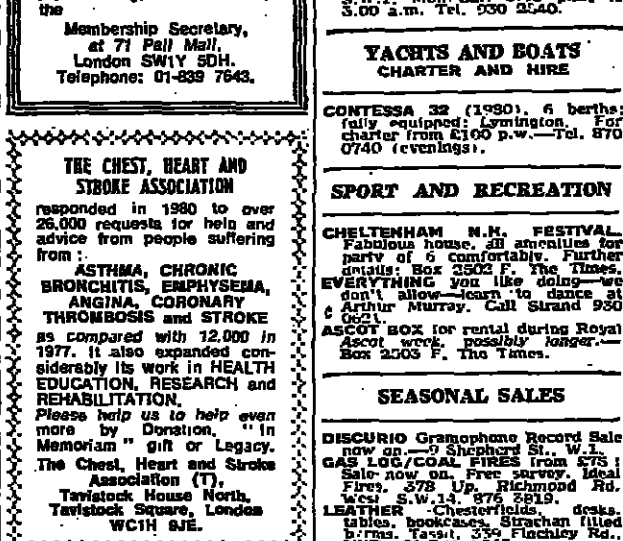 the
Membership Secretary,
at 71 Pall Mall,
London SW1Y 5DH.
Telephone: 01-839 7643.
THE CHEST, HEART AND
STROKE ASSOCIATION
responded in 1980 to over
26,000 requests for help and
advice from people suffering
from :
ASTHMA, CHRONIC
BRONCHITIS, EMPHYSEMA,
ANGINA, CORONARY
THROMBOSIS and STROKE
as compared with 12,000 in
1977. It also expanded con-
siderably its work in HEALTH
EDUCATION, RESEARCH and
REHABILITATION.
Please help us to help even
more by Donation, " In
Memoriam " gift or Legacy.
The Chest, Heart and Stroke
Association (T),
Tavistock House North,
Tavistock Square, London
WC1H 9JE.
3.00 a.m. Tel. 930 2540.
YACHTS AND BOATS
CHARTER AND HIRE
CONTESSA 32 (1980). 6 berths;
fully equipped; Lymington. For
charter from £100 p.w.—Tel. 870
0740 (evenings).
SPORT AND RECREATION
CHELTENHAM N.H. FESTIVAL.
Fabulous house, all amenities for
party of 6 comfortably. Further
details: Box 2502 F, The Times.
EVERYTHING you like doing—we
don't allow—learn to dance at
Arthur Murray. Call Strand 930
ASCOT BOX for rental during Royal
Ascot week, possibly longer.—
Box 2303 F, The Times.
SEASONAL SALES
DISCURIO Gramophone Record Sale
now on.—9 Shepherd St., W.1.
GAS LOG/COAL FIRES from £75 !
Sale now on. Free survey. Ideal
Fires, 378 Up. Richmond Rd.
West S.W.14. 876 3819.
LEATHER Chesterfields, desks,
tables, bookcases. Strachan fitled
359 Finchley Rd.,